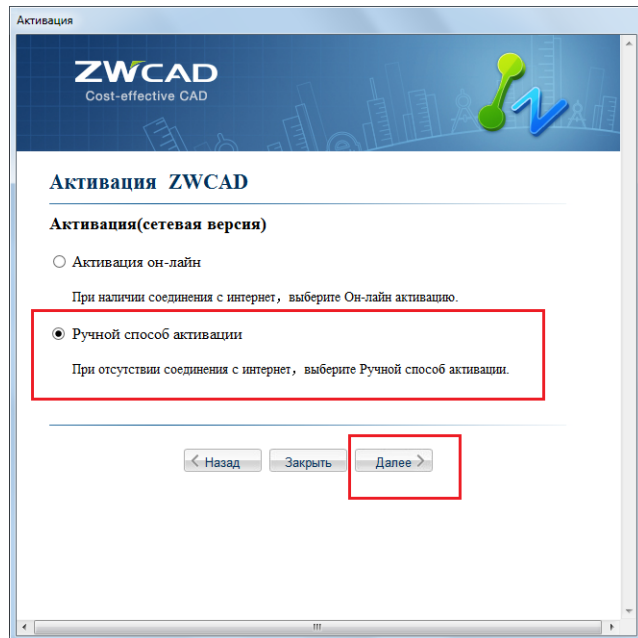 Активация
ZWCAD
Cost-effective CAD
Активация ZWCAD
Активация(сетевая версия)
Активация он-лайн
При наличии соединения с интернет, выберите Он-лайн активацию.
Ручной способ активации
При отсутствии соединения с интернет, выберите Ручной способ активации.
Назад Закрыть Далее